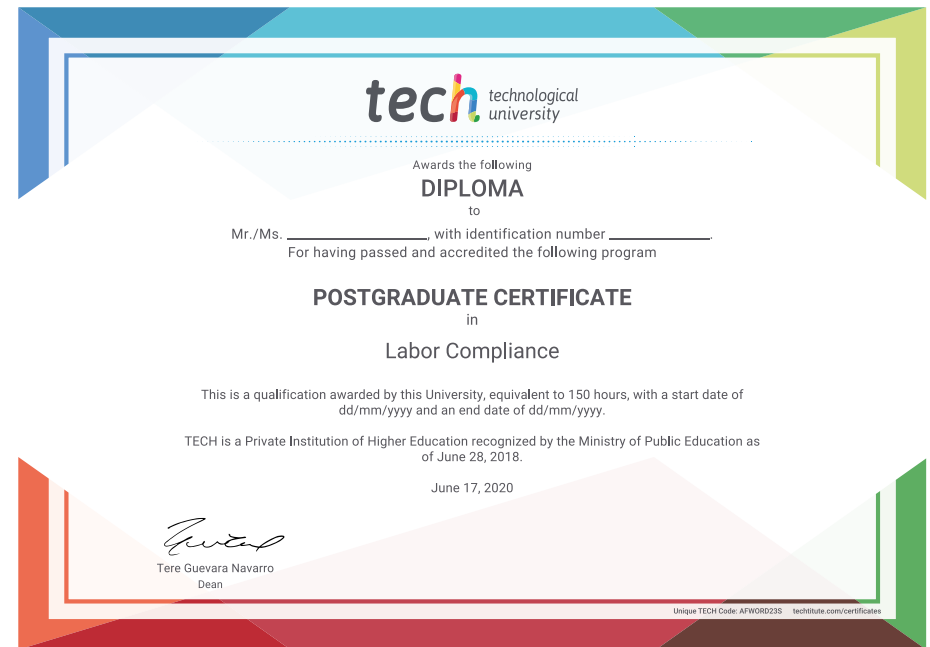 tech technological
university
Awards the following
DIPLOMA
to
Mr./Ms. ____________________, with identification number ______________.
For having passed and accredited the following program
POSTGRADUATE CERTIFICATE
in
Labor Compliance
This is a qualification awarded by this University, equivalent to 150 hours, with a start date of
dd/mm/yyyy and an end date of dd/mm/yyyy.
TECH is a Private Institution of Higher Education recognized by the Ministry of Public Education as
of June 28, 2018.
June 17, 2020
Tere Guevara Navarro
Dean
Unique TECH Code: AFWORD23S techtitute.com/certificates